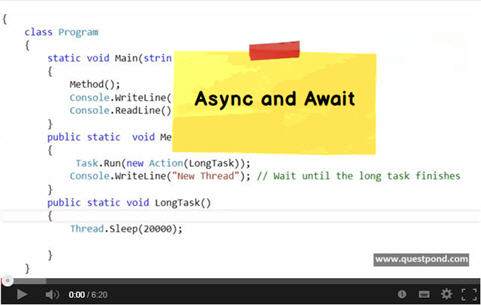 {
class Program
{
static void Main(strin
{
Method();
Console.WriteLine(
Console.ReadLine()
}
public static void Me
{
Task.Run(new Action(LongTask));
Console.WriteLine("New Thread"); // Wait until the long task finishes
}
public static void LongTask()
{
Thread.Sleep(20000);
}
}
Async and Await
www.questpond.com
0:00 / 6:20